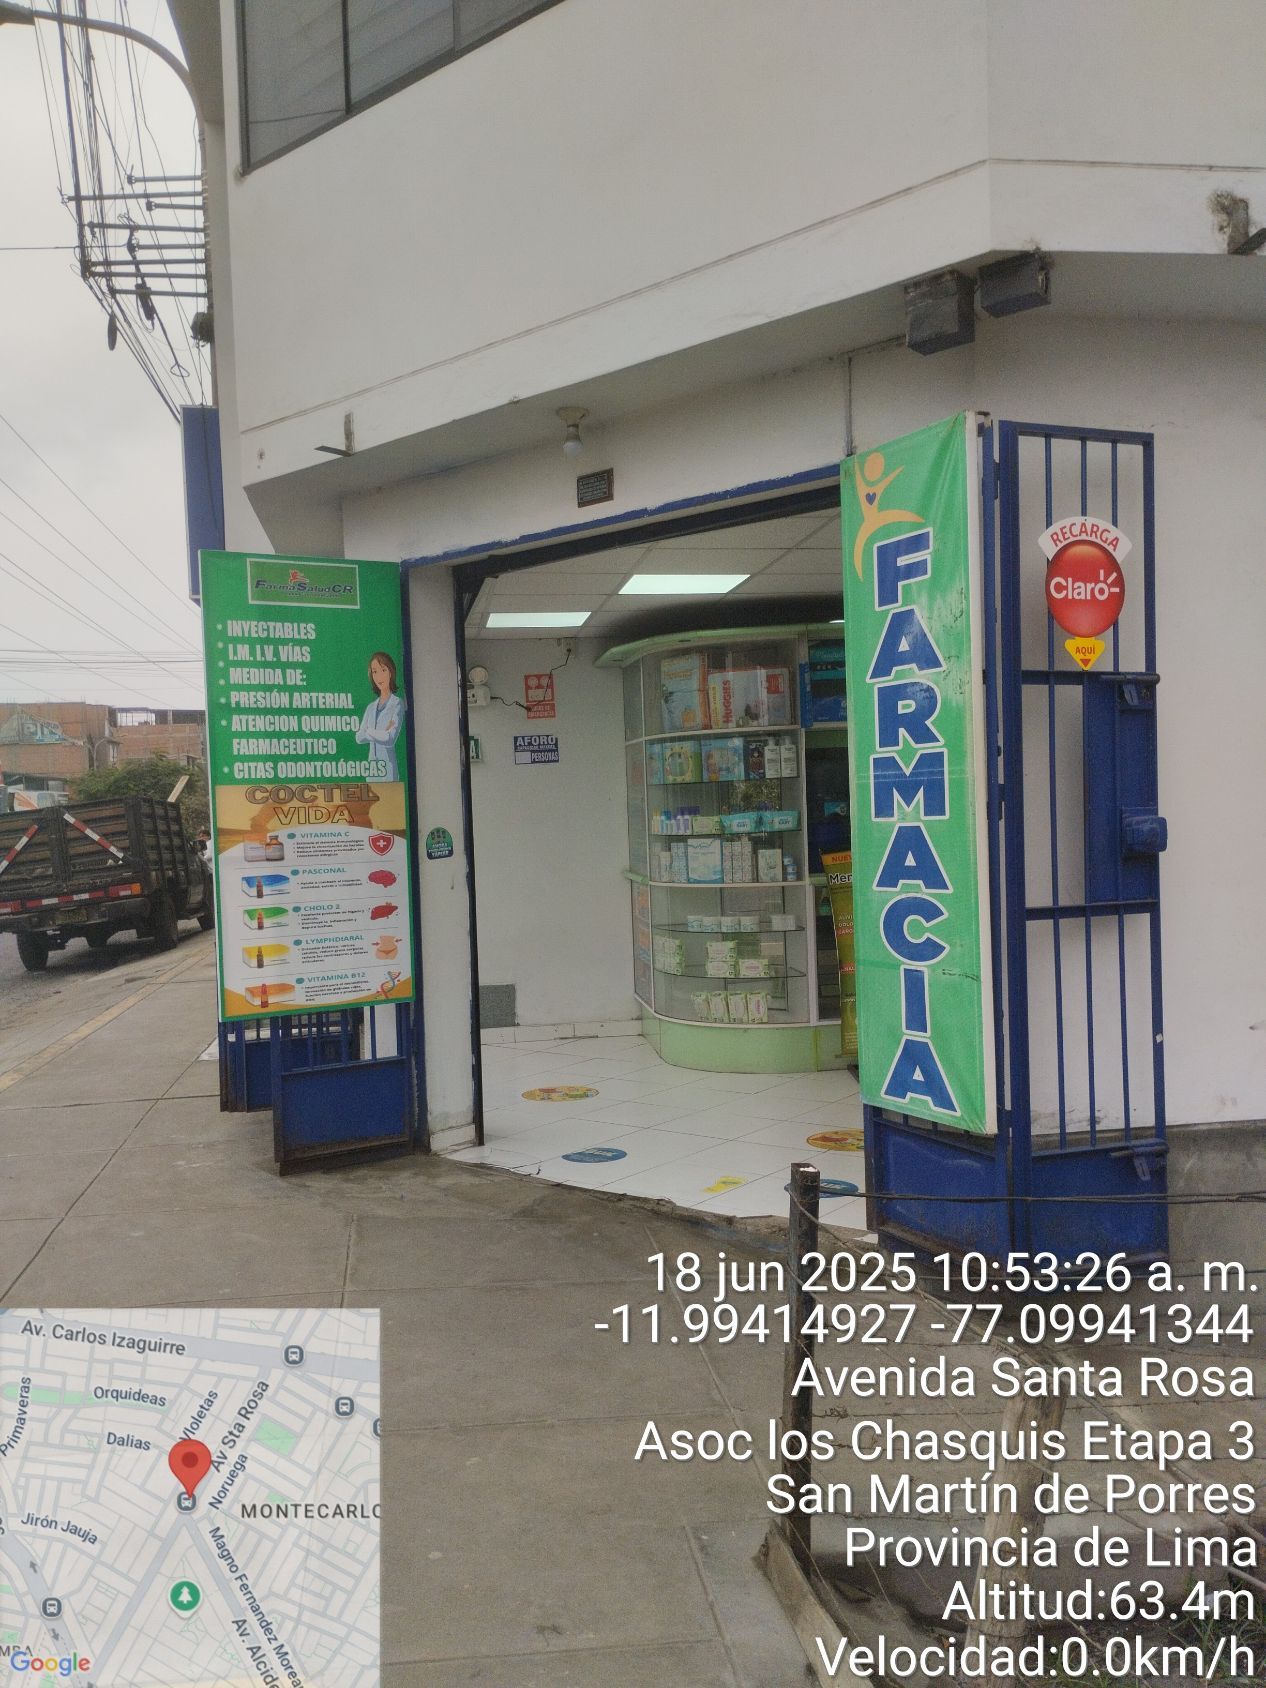 FarmaSaludCR
INYECTABLES
I.M. I.V. VÍAS
MEDIDA DE:
PRESIÓN ARTERIAL
ATENCION QUIMICO
FARMACEUTICO
CITAS ODONTOLÓGICAS
COCTEL
VIDA
VITAMINA C
PASCONAL
CHOLO 2
LYMPHDIARAL
VITAMINA B12
AFORO
PERSONAS
HUGGIES
NUEV
FARMACIA
RECARGA
Claro
AQUÍ
18 jun 2025 10:53:26 a. m.
-11.99414927 -77.09941344
Avenida Santa Rosa
Asoc los Chasquis Etapa 3
San Martín de Porres
Provincia de Lima
Altitud:63.4m
Velocidad:0.0km/h
Av. Carlos Izaguirre
Orquideas
Primaveras
Violetas
Av Sta Rosa
Dalias
Noruega
MONTECARLO
Jirón Jauja
Magno Fernandez Morea
Av. Alcide
Google